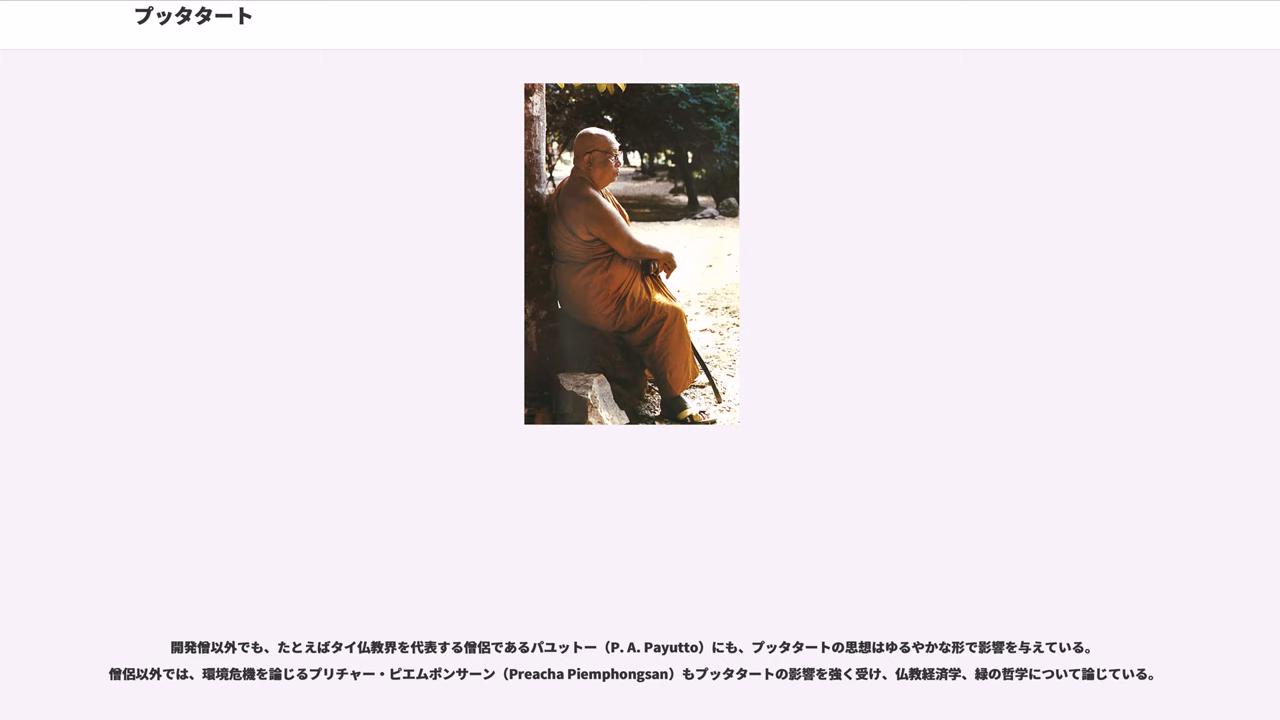 プッタタート
開発僧以外でも、たとえばタイ仏教界を代表する僧侶であるパユットー（P. A. Payutto）にも、プッタタートの思想はゆるやかな形で影響を与えている。
僧侶以外では、環境危機を論じるプリチャー・ピエムポンサーン（Preacha Piemphongsan）もプッタタートの影響を強く受け、仏教経済学、緑の哲学について論じている。